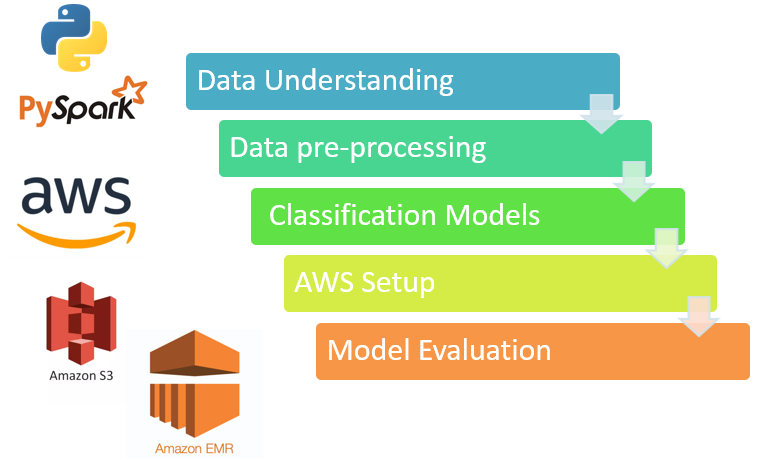 PySpark
aws
Amazon S3
Amazon EMR
Data Understanding
Data pre-processing
Classification Models
AWS Setup
Model Evaluation